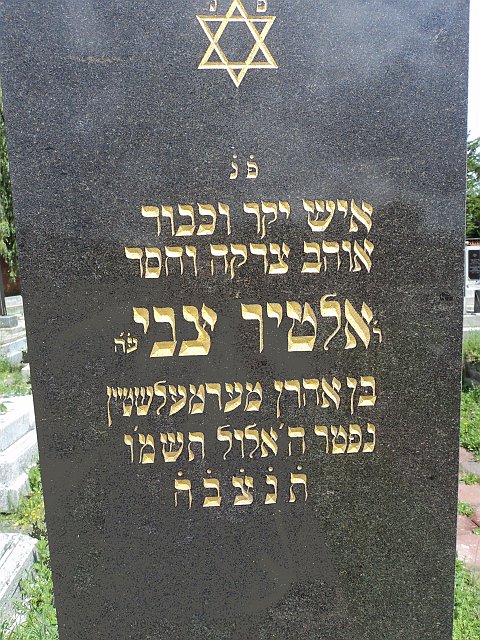 פ נ
פ נ
איש יקר וכבוד
אוהב צדקה וחסד
ר' אלטיר צבי ע"ה
בן אהרן מערמעלשטיין
נפטר ה' אלול תשמ"ו
ת נ צ ב ה